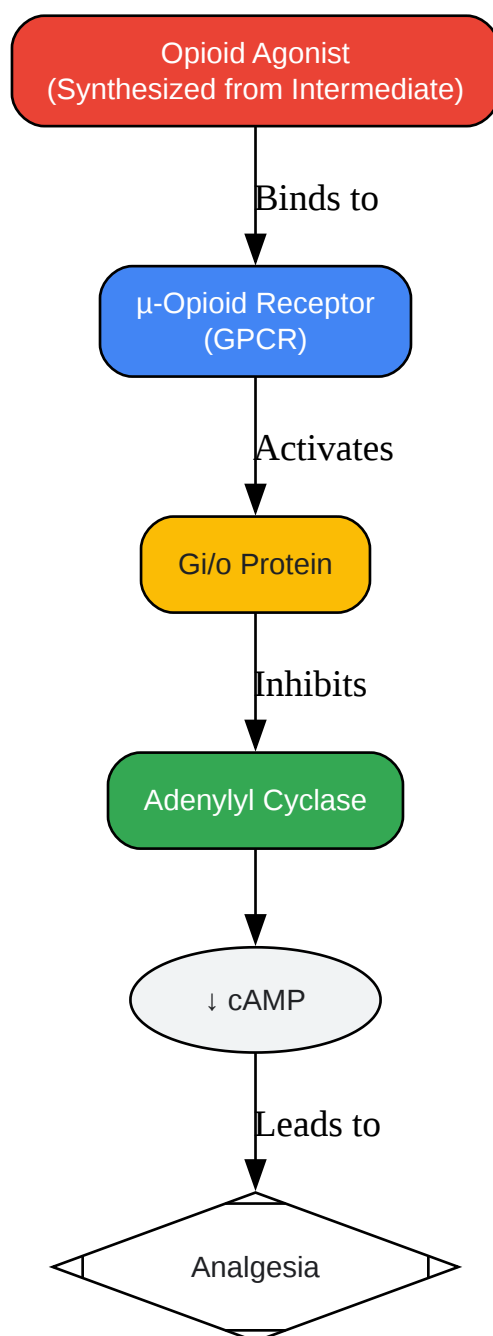 Opioid Agonist
(Synthesized from Intermediate)
Binds to
µ-Opioid Receptor
(GPCR)
Activates
Gi/o Protein
Inhibits
Adenylyl Cyclase
↓ cAMP
Leads to
Analgesia